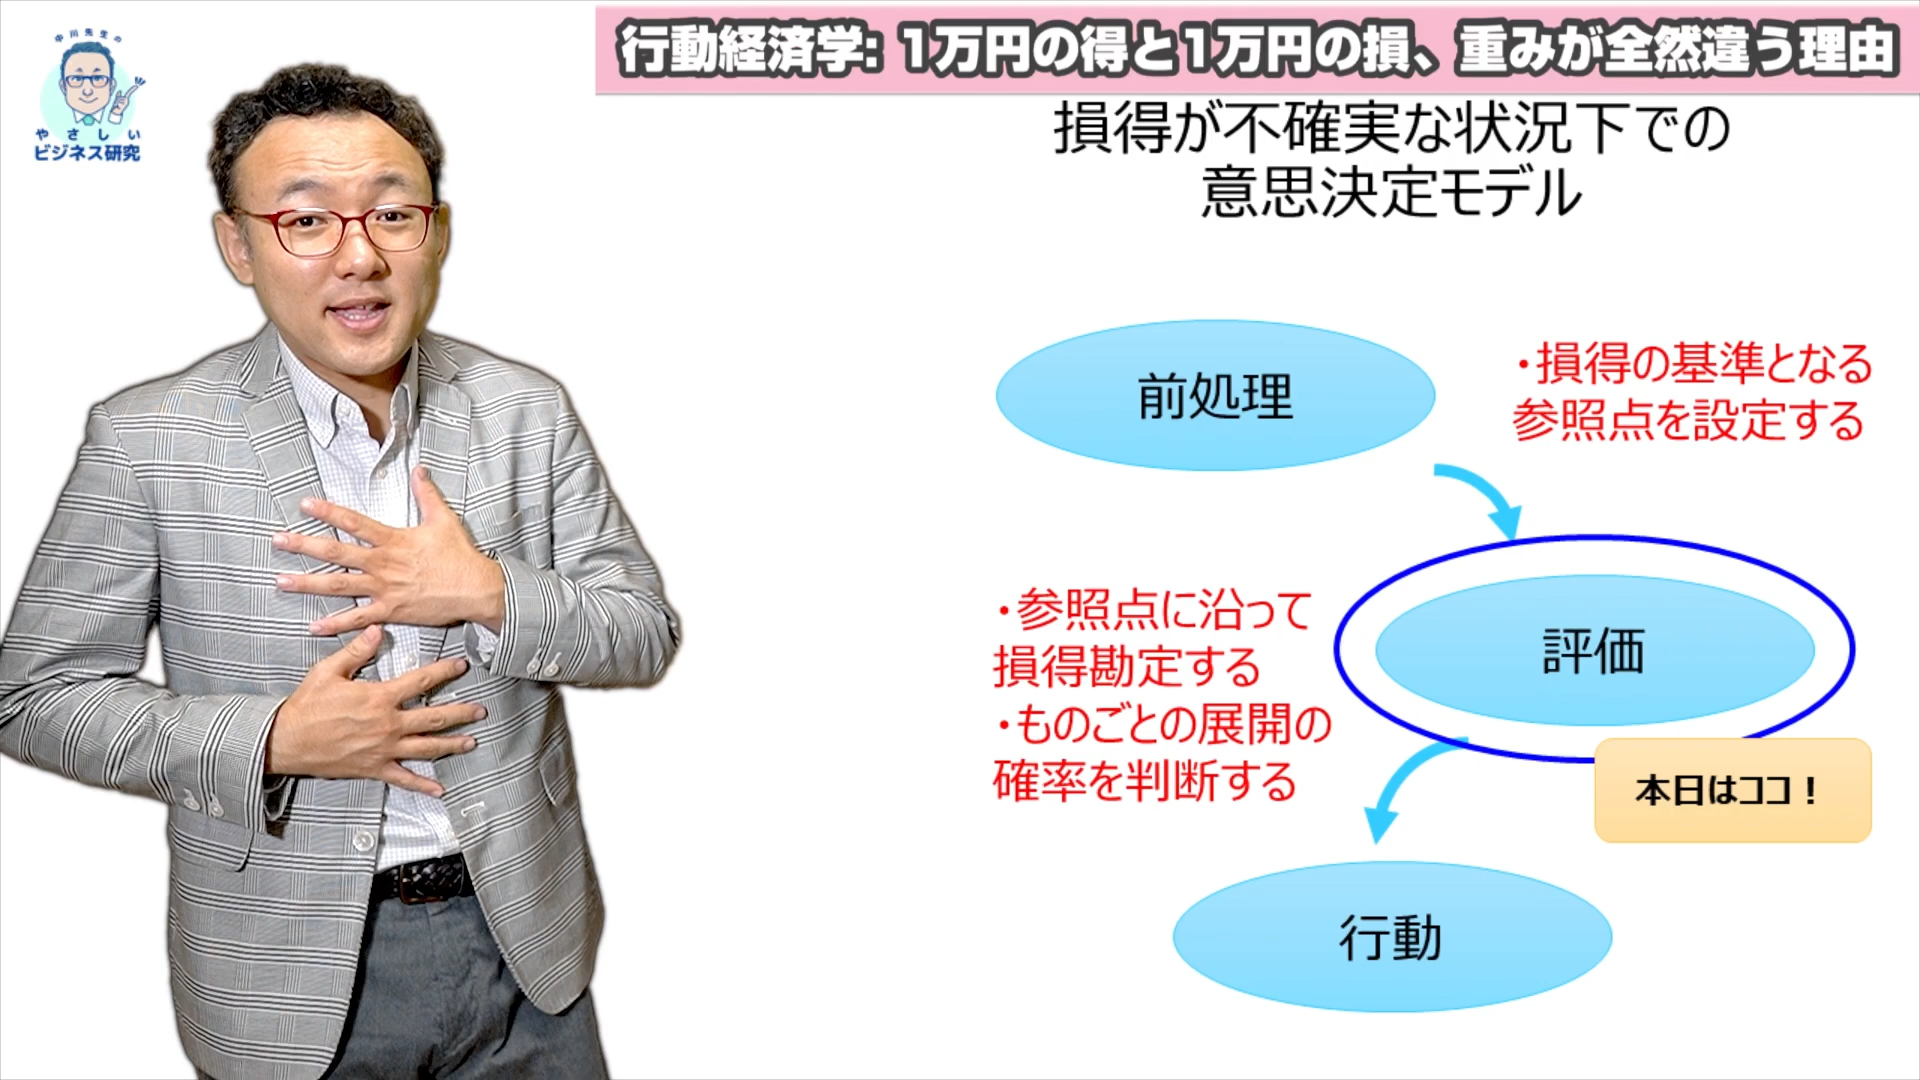 中川先生の
やさしい
ビジネス研究
行動経済学: 1万円の得と1万円の損、重みが全然違う理由
損得が不確実な状況下での
意思決定モデル
前処理
・損得の基準となる
参照点を設定する
・参照点に沿って
損得勘定する
・ものごとの展開の
確率を判断する
評価
本日はココ！
行動